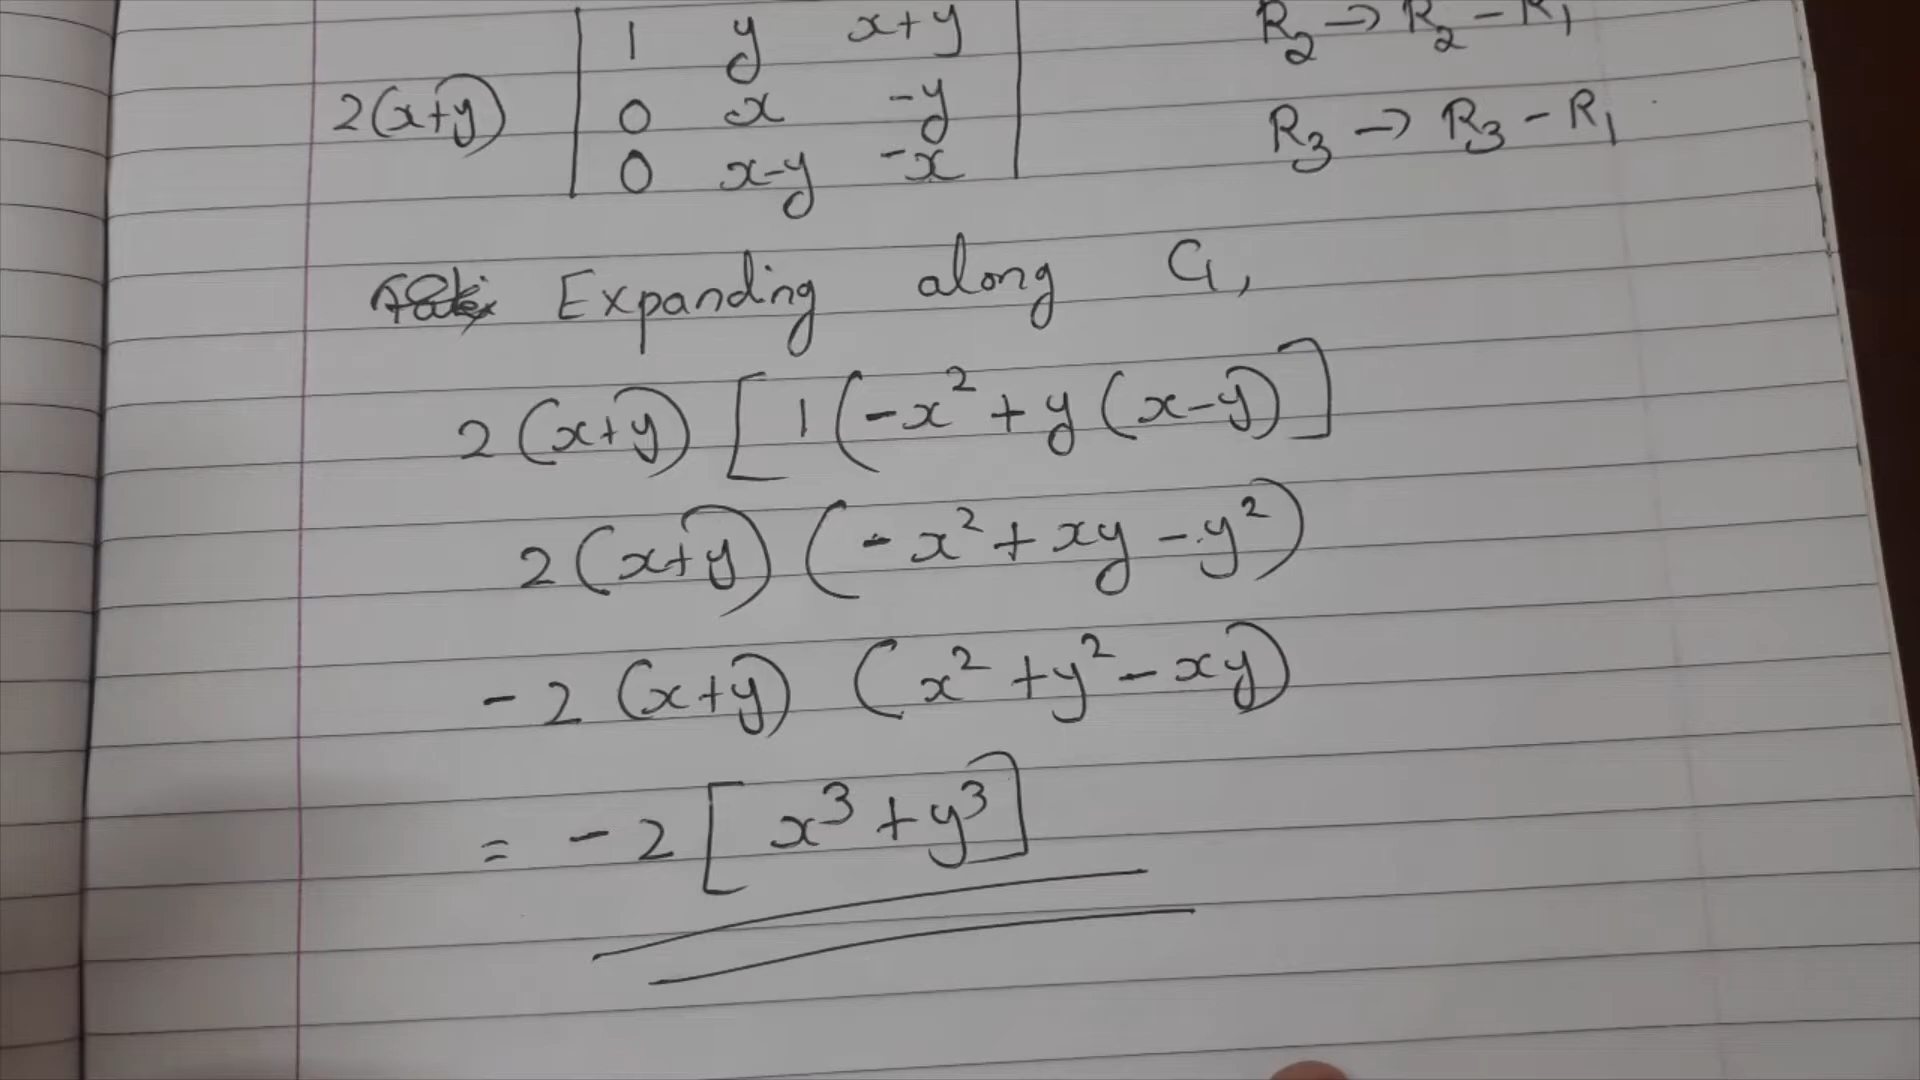 1 y x+y R₂ → R₂ - R₁
2(x+y) 0 x -y
0 x-y -x R₃ → R₃ - R₁
Expanding along C₁,
2(x+y) [1(-x² + y(x-y)]
2(x+y) (-x² + xy - y²)
-2 (x+y) (x² + y² - xy)
= -2 [x³ + y³]